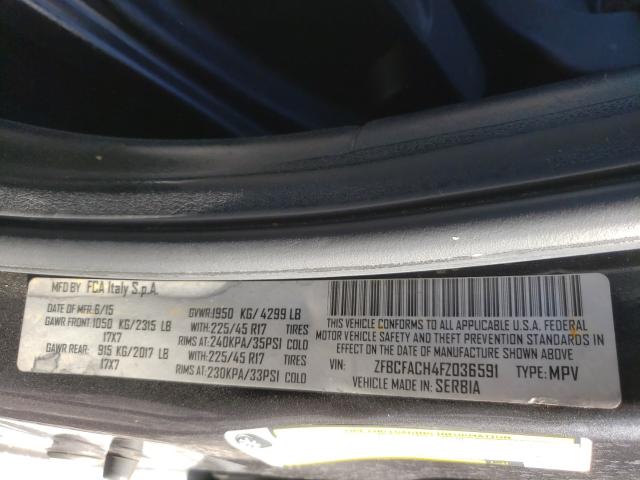 MFD BY FCA Italy S.p.A.
DATE OF MFR: 6/15 GVWR: 1950 KG/ 4299 LB
GAWR FRONT: 1050 KG/2315 LB WITH: 225/45 R17 TIRES
17X7 RIMS AT: 240KPA/35PSI COLD
GAWR REAR: 915 KG/2017 LB WITH: 225/45 R17 TIRES
17X7 RIMS AT: 230KPA/33PSI COLD
THIS VEHICLE CONFORMS TO ALL APPLICABLE U.S.A. FEDERAL
MOTOR VEHICLE SAFETY AND THEFT PREVENTION STANDARDS
IN EFFECT ON THE DATE OF MANUFACTURE SHOWN ABOVE
VIN: ZFBCFACH4FZ036591 TYPE: MPV
VEHICLE MADE IN: SERBIA
TIRE AND LOADING INFORMATION